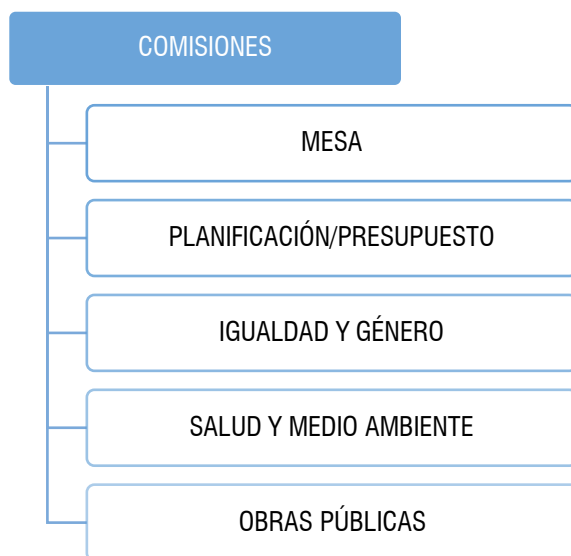 COMISIONES
MESA
PLANIFICACIÓN/PRESUPUESTO
IGUALDAD Y GÉNERO
SALUD Y MEDIO AMBIENTE
OBRAS PÚBLICAS